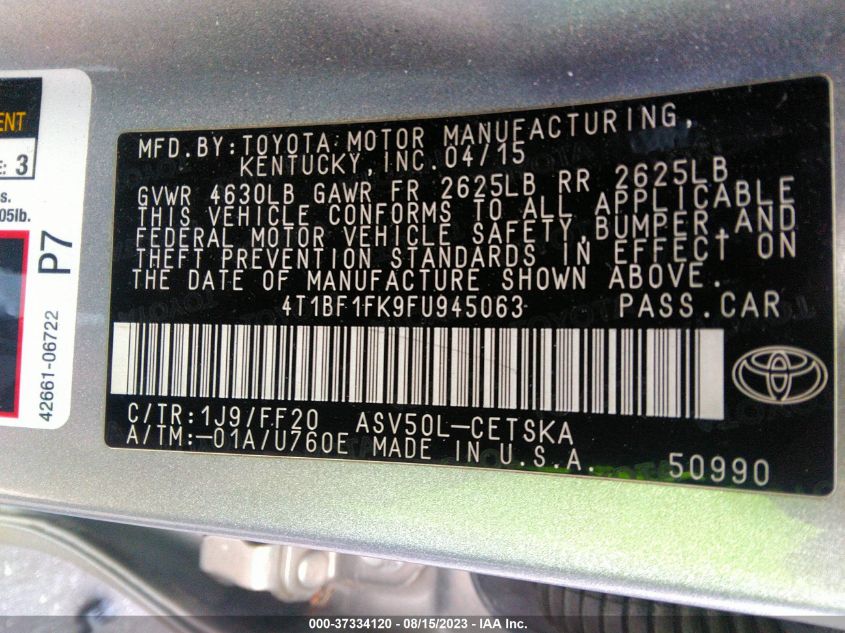 ENT
E: 3
s.
05lb.
P7
42661-06722
MFD.BY:TOYOTA MOTOR MANUFACTURING,
KENTUCKY,INC.04/15
GVWR 4630LB GAWR FR 2625LB RR 2625LB
THIS VEHICLE CONFORMS TO ALL APPLICABLE
FEDERAL MOTOR VEHICLE SAFETY,BUMPER,AND
THEFT PREVENTION STANDARDS IN EFFECT ON
THE DATE OF MANUFACTURE SHOWN ABOVE.
4T1BF1FK9FU945063 PASS.CAR
C/TR:1J9/FF20 ASV50L-CETSKA
A/TM:-01A/U760E MADE IN U.S.A. 50990
000-37334120 - 08/15/2023 - IAA Inc.